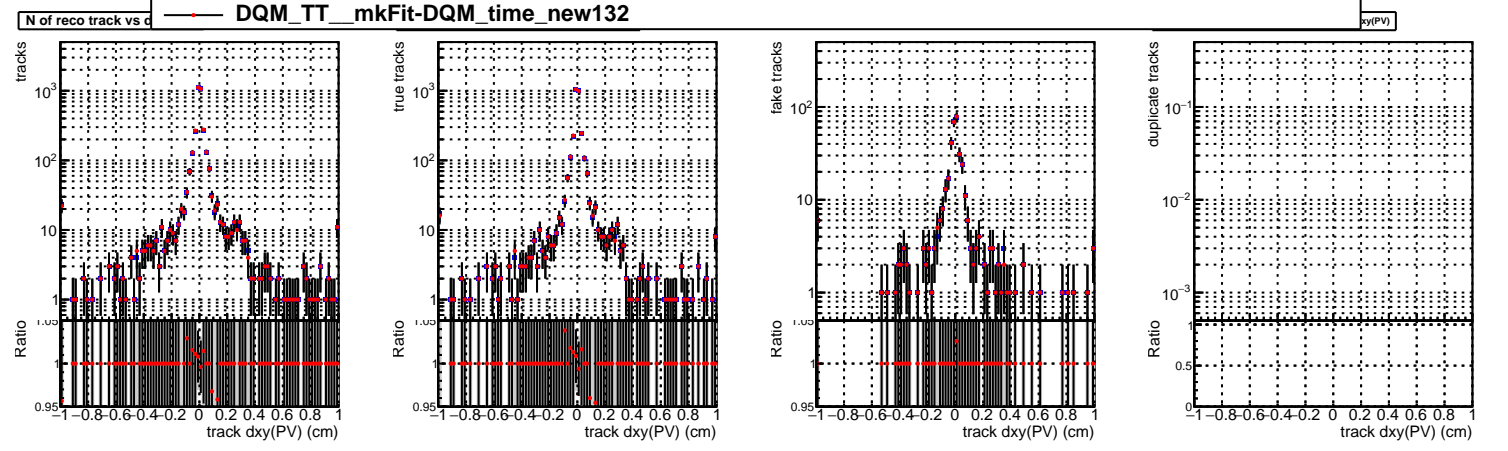 DQM_TT__mkFit-DQM_time_new132
N of reco track vs d
xy(PV)
tracks
10³
10²
10
1
Ratio
1.05
1
0.95
−1 −0.8 −0.6 −0.4 −0.2 0 0.2 0.4 0.6 0.8 1
track dxy(PV) (cm)
true tracks
10³
10²
10
1
Ratio
1.05
1
0.95
−1 −0.8 −0.6 −0.4 −0.2 0 0.2 0.4 0.6 0.8 1
track dxy(PV) (cm)
fake tracks
10²
10
1
Ratio
1.05
1
0.95
−1 −0.8 −0.6 −0.4 −0.2 0 0.2 0.4 0.6 0.8 1
track dxy(PV) (cm)
duplicate tracks
10⁻¹
10⁻²
10⁻³
Ratio
1
0.5
0
−1 −0.8 −0.6 −0.4 −0.2 0 0.2 0.4 0.6 0.8 1
track dxy(PV) (cm)